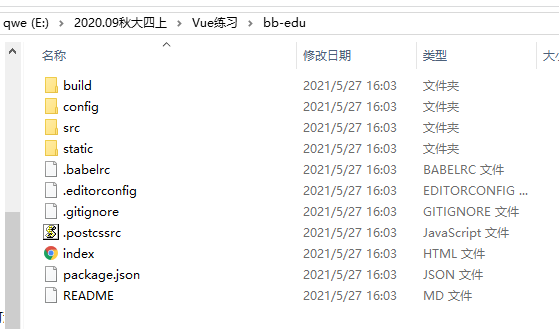 qwe (E:) › 2020.09秋大四上 › Vue练习 › bb-edu
名称 修改日期 类型 大小
build 2021/5/27 16:03 文件夹
config 2021/5/27 16:03 文件夹
src 2021/5/27 16:03 文件夹
static 2021/5/27 16:03 文件夹
.babelrc 2021/5/27 16:03 BABELRC 文件
.editorconfig 2021/5/27 16:03 EDITORCONFIG ...
.gitignore 2021/5/27 16:03 GITIGNORE 文件
.postcssrc 2021/5/27 16:03 JavaScript 文件
index 2021/5/27 16:03 HTML 文件
package.json 2021/5/27 16:03 JSON 文件
README 2021/5/27 16:03 MD 文件